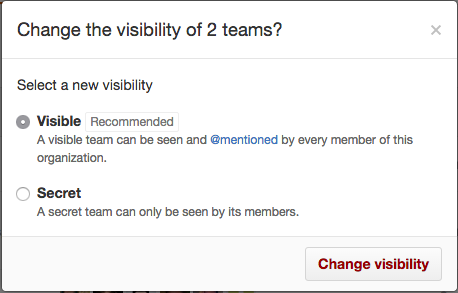 Change the visibility of 2 teams?
×
Select a new visibility
Visible Recommended
A visible team can be seen and @mentioned by every member of this
organization.
Secret
A secret team can only be seen by its members.
Change visibility